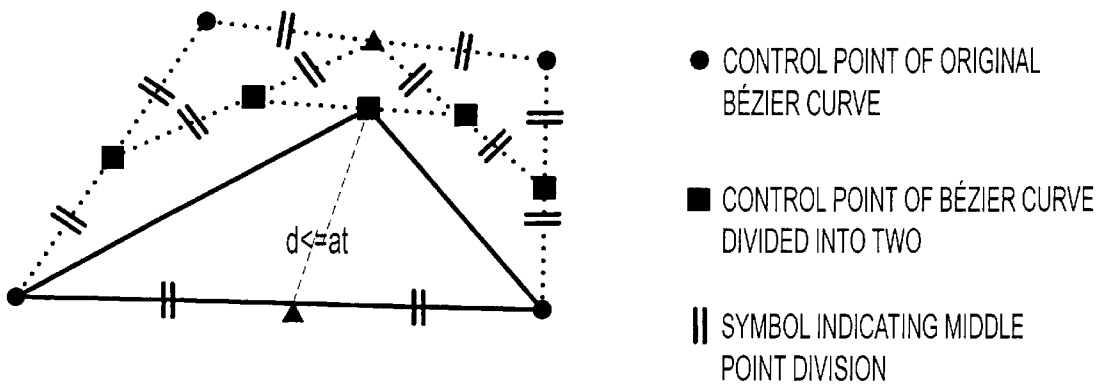 CONTROL POINT OF ORIGINAL
BÉZIER CURVE
CONTROL POINT OF BÉZIER CURVE
DIVIDED INTO TWO
d<=at
SYMBOL INDICATING MIDDLE
POINT DIVISION